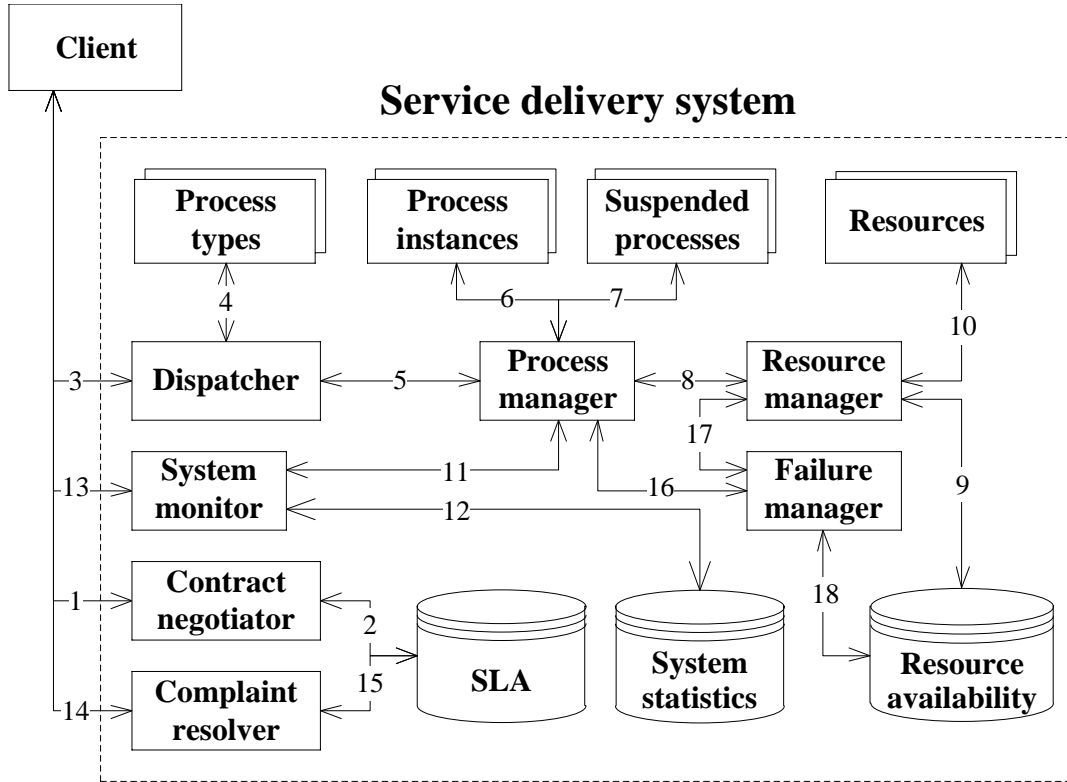 Client
Service delivery system
Process
types
Process
instances
Suspended
processes
Resources
4
6
7
10
3
Dispatcher
5
Process
manager
8
Resource
manager
17
13
System
monitor
11
12
16
Failure
manager
9
1
Contract
negotiator
2
18
14
Complaint
resolver
15
SLA
System
statistics
Resource
availability